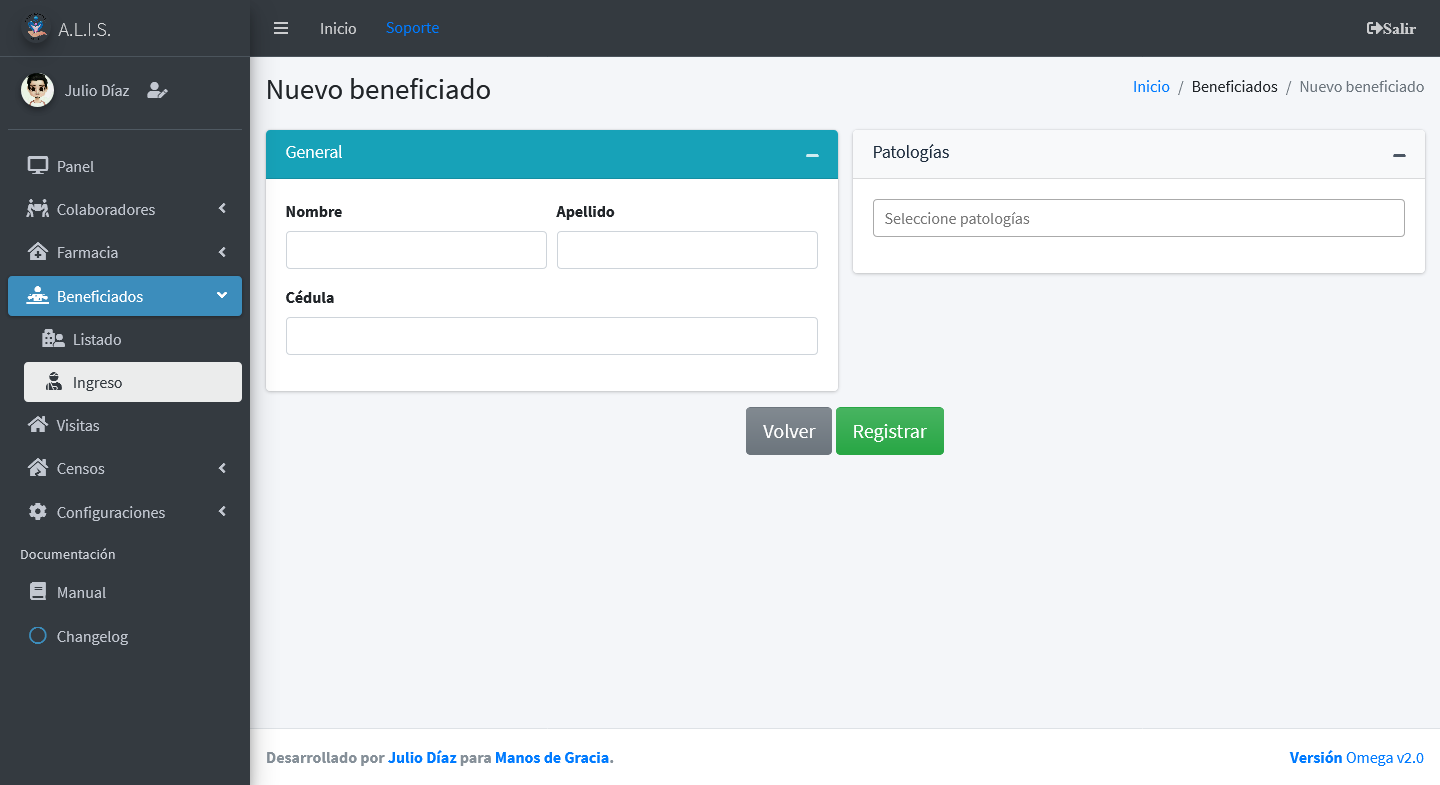 A.L.I.S.
Inicio Soporte Salir
Julio Díaz
Panel
Colaboradores
Farmacia
Beneficiados
Listado
Ingreso
Visitas
Censos
Configuraciones
Documentación
Manual
Changelog
Nuevo beneficiado
Inicio / Beneficiados / Nuevo beneficiado
General
Nombre Apellido
Cédula
Patologías
Seleccione patologías
Volver Registrar
Desarrollado por Julio Díaz para Manos de Gracia.
Versión Omega v2.0